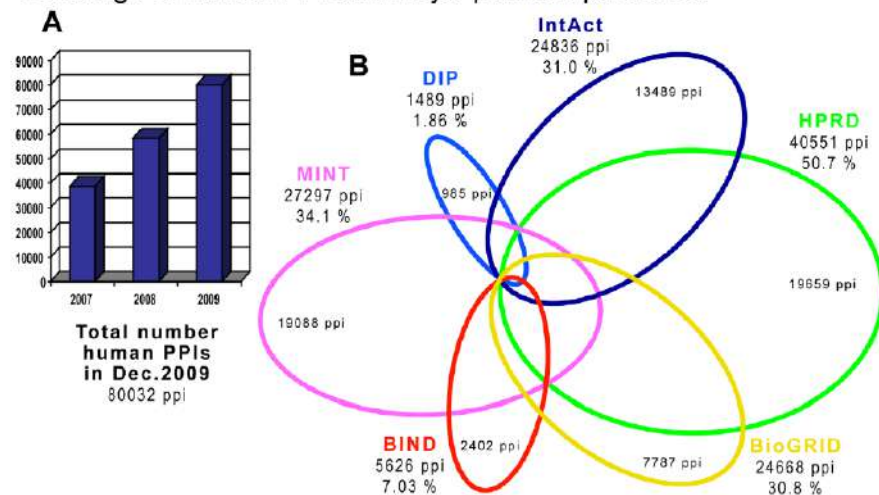 A
90000
80000
70000
60000
50000
40000
30000
20000
10000
0
2007 2008 2009
Total number
human PPIs
in Dec.2009
80032 ppi
B
IntAct
24836 ppi
31.0 %
13489 ppi
DIP
1489 ppi
1.86 %
985 ppi
HPRD
40551 ppi
50.7 %
19659 ppi
MINT
27297 ppi
34.1 %
19088 ppi
BIND
5626 ppi
7.03 %
2402 ppi
BioGRID
24668 ppi
30.8 %
7787 ppi